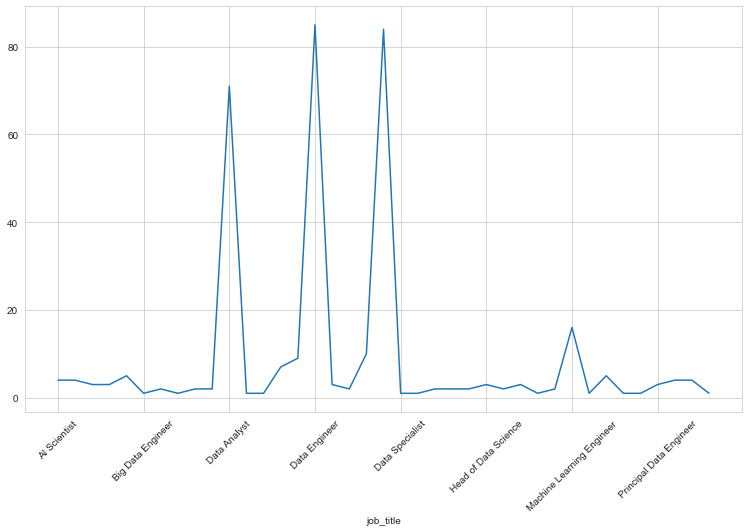 80
60
40
20
0
AI Scientist
Big Data Engineer
Data Analyst
Data Engineer
Data Specialist
Head of Data Science
Machine Learning Engineer
Principal Data Engineer
job_title